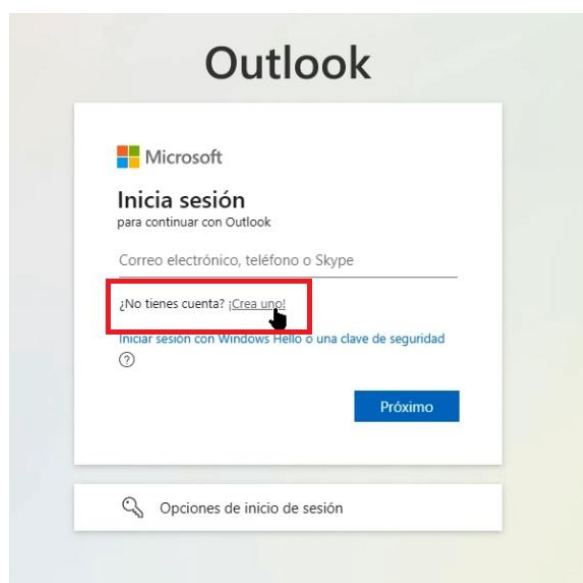 Outlook
Microsoft
Inicia sesión
para continuar con Outlook
Correo electrónico, teléfono o Skype
¿No tienes cuenta? ¡Crea uno!
Iniciar sesión con Windows Hello o una clave de seguridad
?
Próximo
Opciones de inicio de sesión